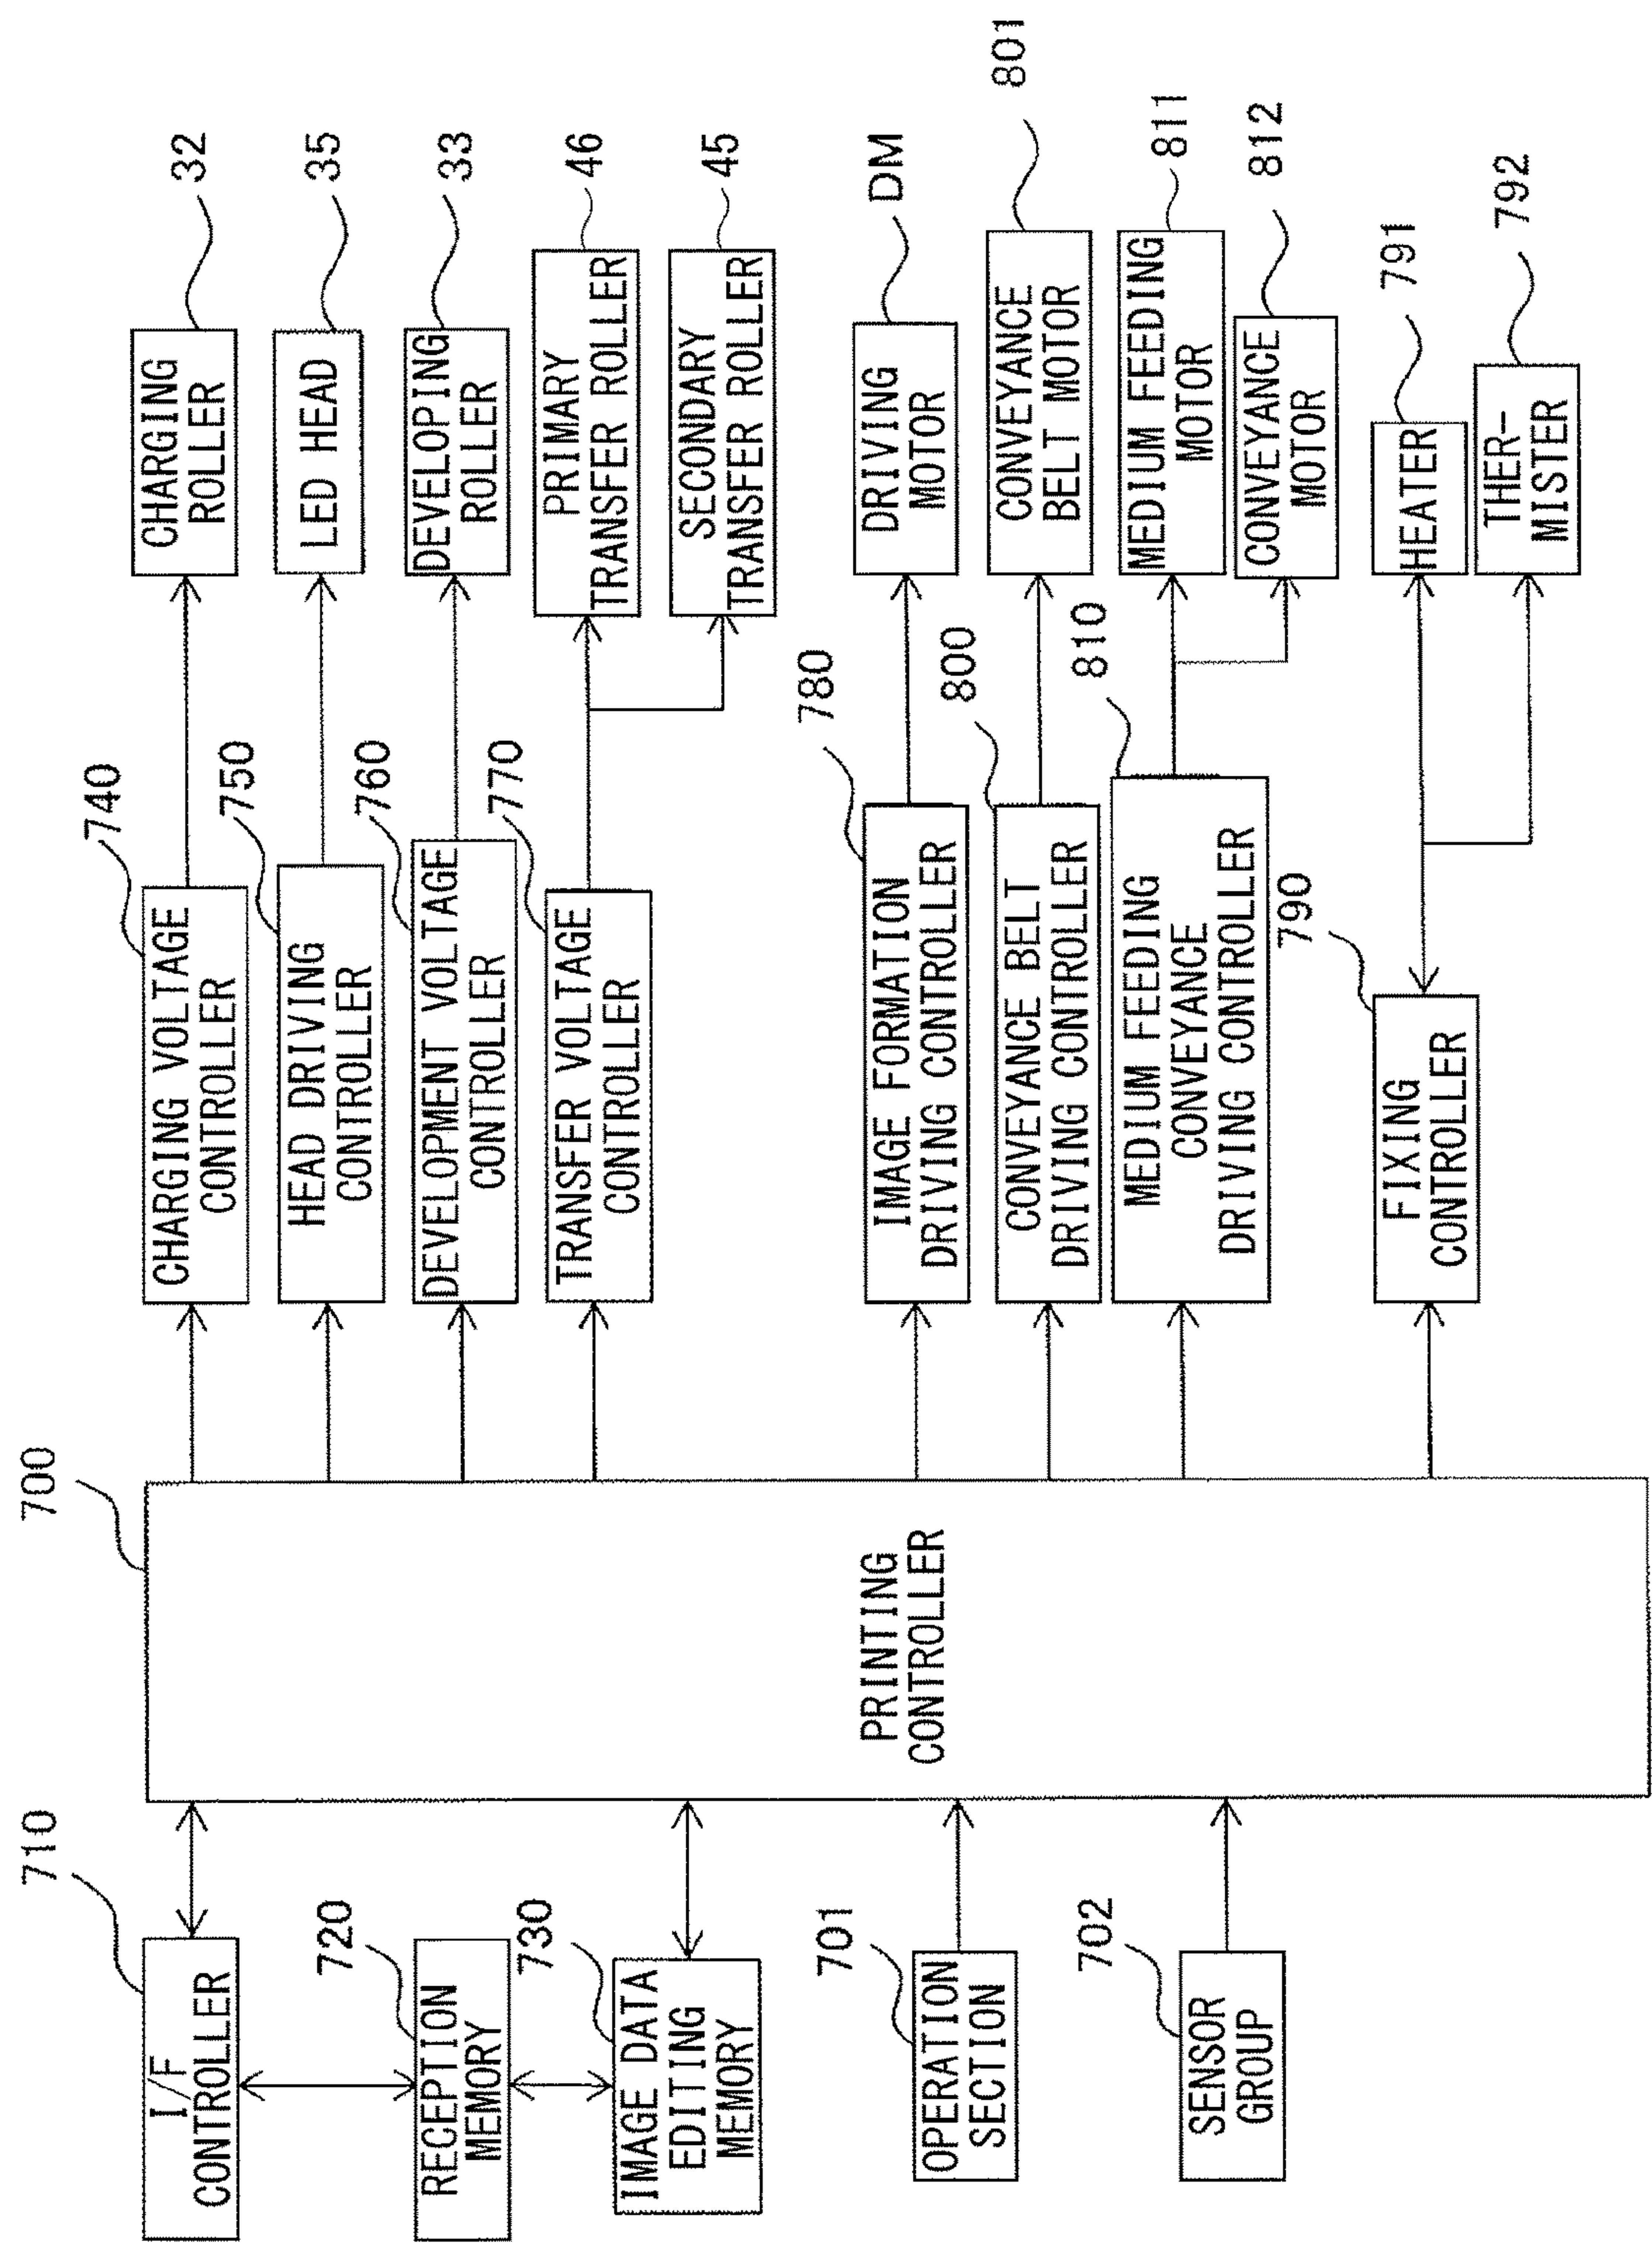 710
I/F
CONTROLLER
720
RECEPTION
MEMORY
730
IMAGE DATA
EDITING
MEMORY
701
OPERATION
SECTION
702
SENSOR
GROUP
700
PRINTING
CONTROLLER
740
CHARGING VOLTAGE
CONTROLLER
750
HEAD DRIVING
CONTROLLER
760
DEVELOPMENT VOLTAGE
CONTROLLER
770
TRANSFER VOLTAGE
CONTROLLER
780
IMAGE FORMATION
DRIVING CONTROLLER
800
CONVEYANCE BELT
DRIVING CONTROLLER
810
MEDIUM FEEDING
CONVEYANCE
DRIVING CONTROLLER
790
FIXING
CONTROLLER
CHARGING
ROLLER
32
LED HEAD
35
DEVELOPING
ROLLER
33
PRIMARY
TRANSFER ROLLER
46
SECONDARY
TRANSFER ROLLER
45
DRIVING
MOTOR
DM
CONVEYANCE
BELT MOTOR
801
MEDIUM FEEDING
MOTOR
811
CONVEYANCE
MOTOR
812
HEATER
791
THER-
MISTER
792